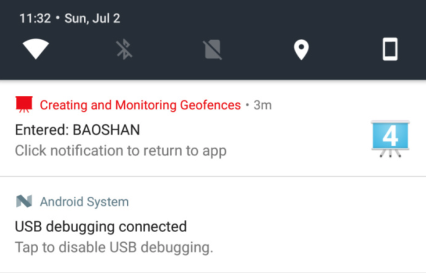 11:32 • Sun, Jul 2
Creating and Monitoring Geofences • 3m
Entered: BAOSHAN
Click notification to return to app
4
Android System
USB debugging connected
Tap to disable USB debugging.